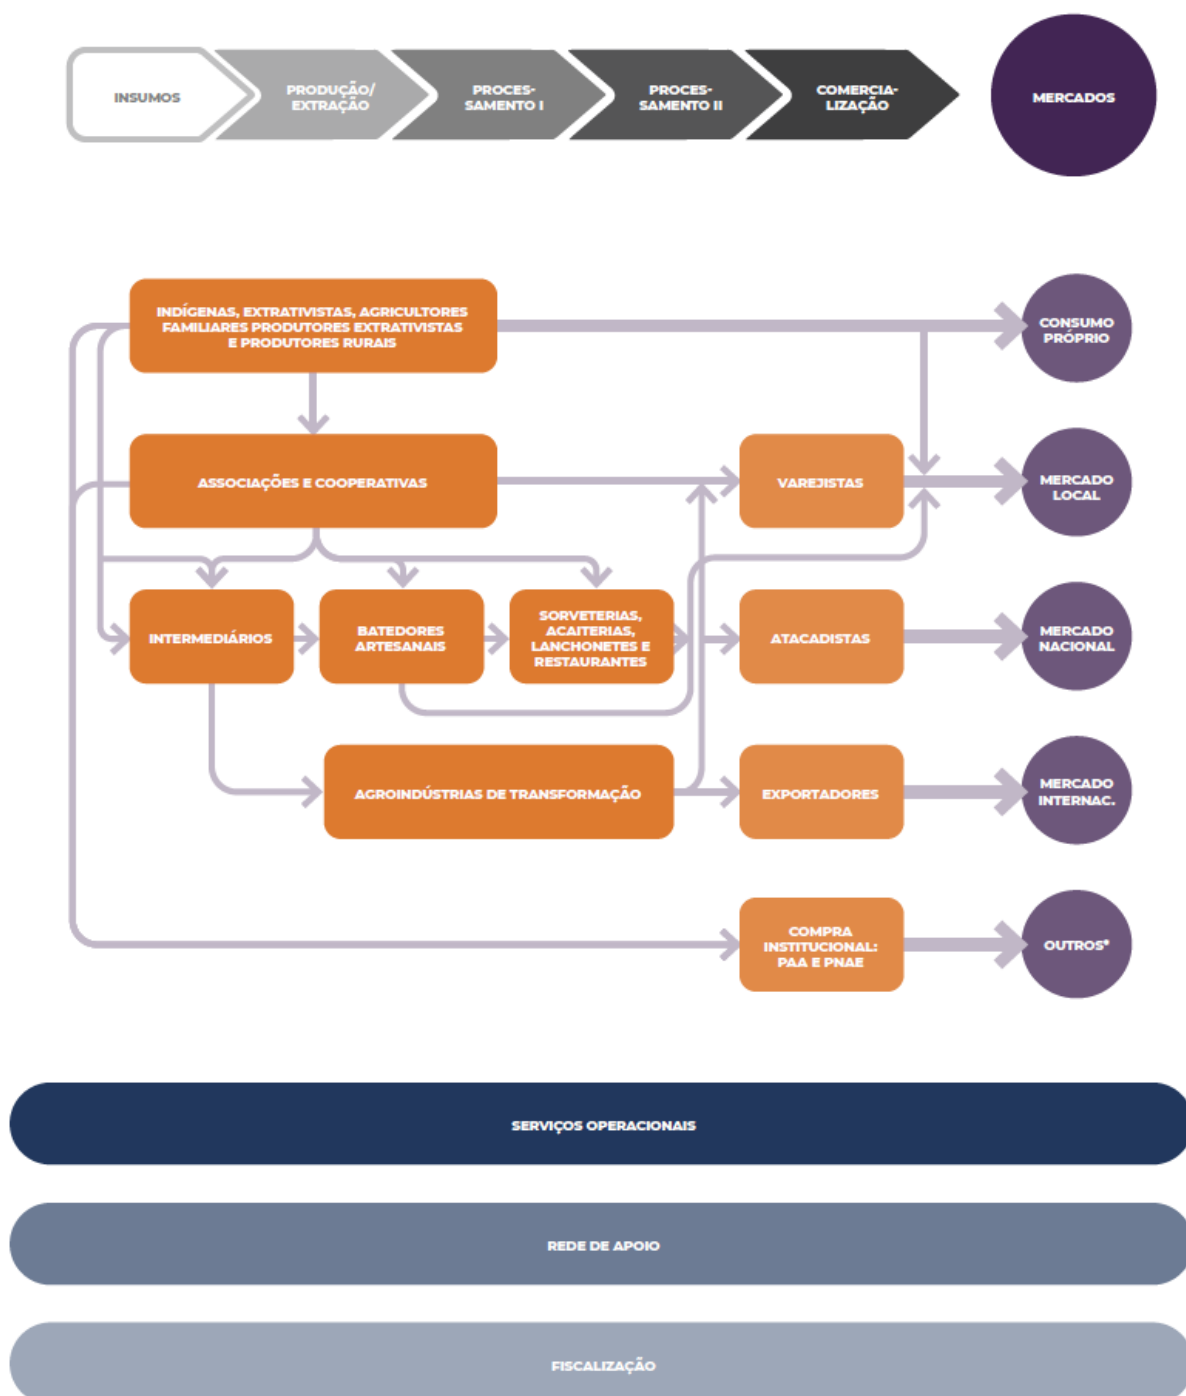 INSUMOS
PRODUÇÃO/
EXTRAÇÃO
PROCES-
SAMENTO I
PROCES-
SAMENTO II
COMERCIA-
LIZAÇÃO
MERCADOS
INDÍGENAS, EXTRATIVISTAS, AGRICULTORES
FAMILIARES PRODUTORES EXTRATIVISTAS
E PRODUTORES RURAIS
CONSUMO
PRÓPRIO
ASSOCIAÇÕES E COOPERATIVAS
VAREJISTAS
MERCADO
LOCAL
INTERMEDIÁRIOS
BATEDORES
ARTESANAIS
SORVETERIAS,
ACAITERIAS,
LANCHONETES E
RESTAURANTES
ATACADISTAS
MERCADO
NACIONAL
AGROINDÚSTRIAS DE TRANSFORMAÇÃO
EXPORTADORES
MERCADO
INTERNAC.
COMPRA
INSTITUCIONAL:
PAA E PNAE
OUTROS*
SERVIÇOS OPERACIONAIS
REDE DE APOIO
FISCALIZAÇÃO